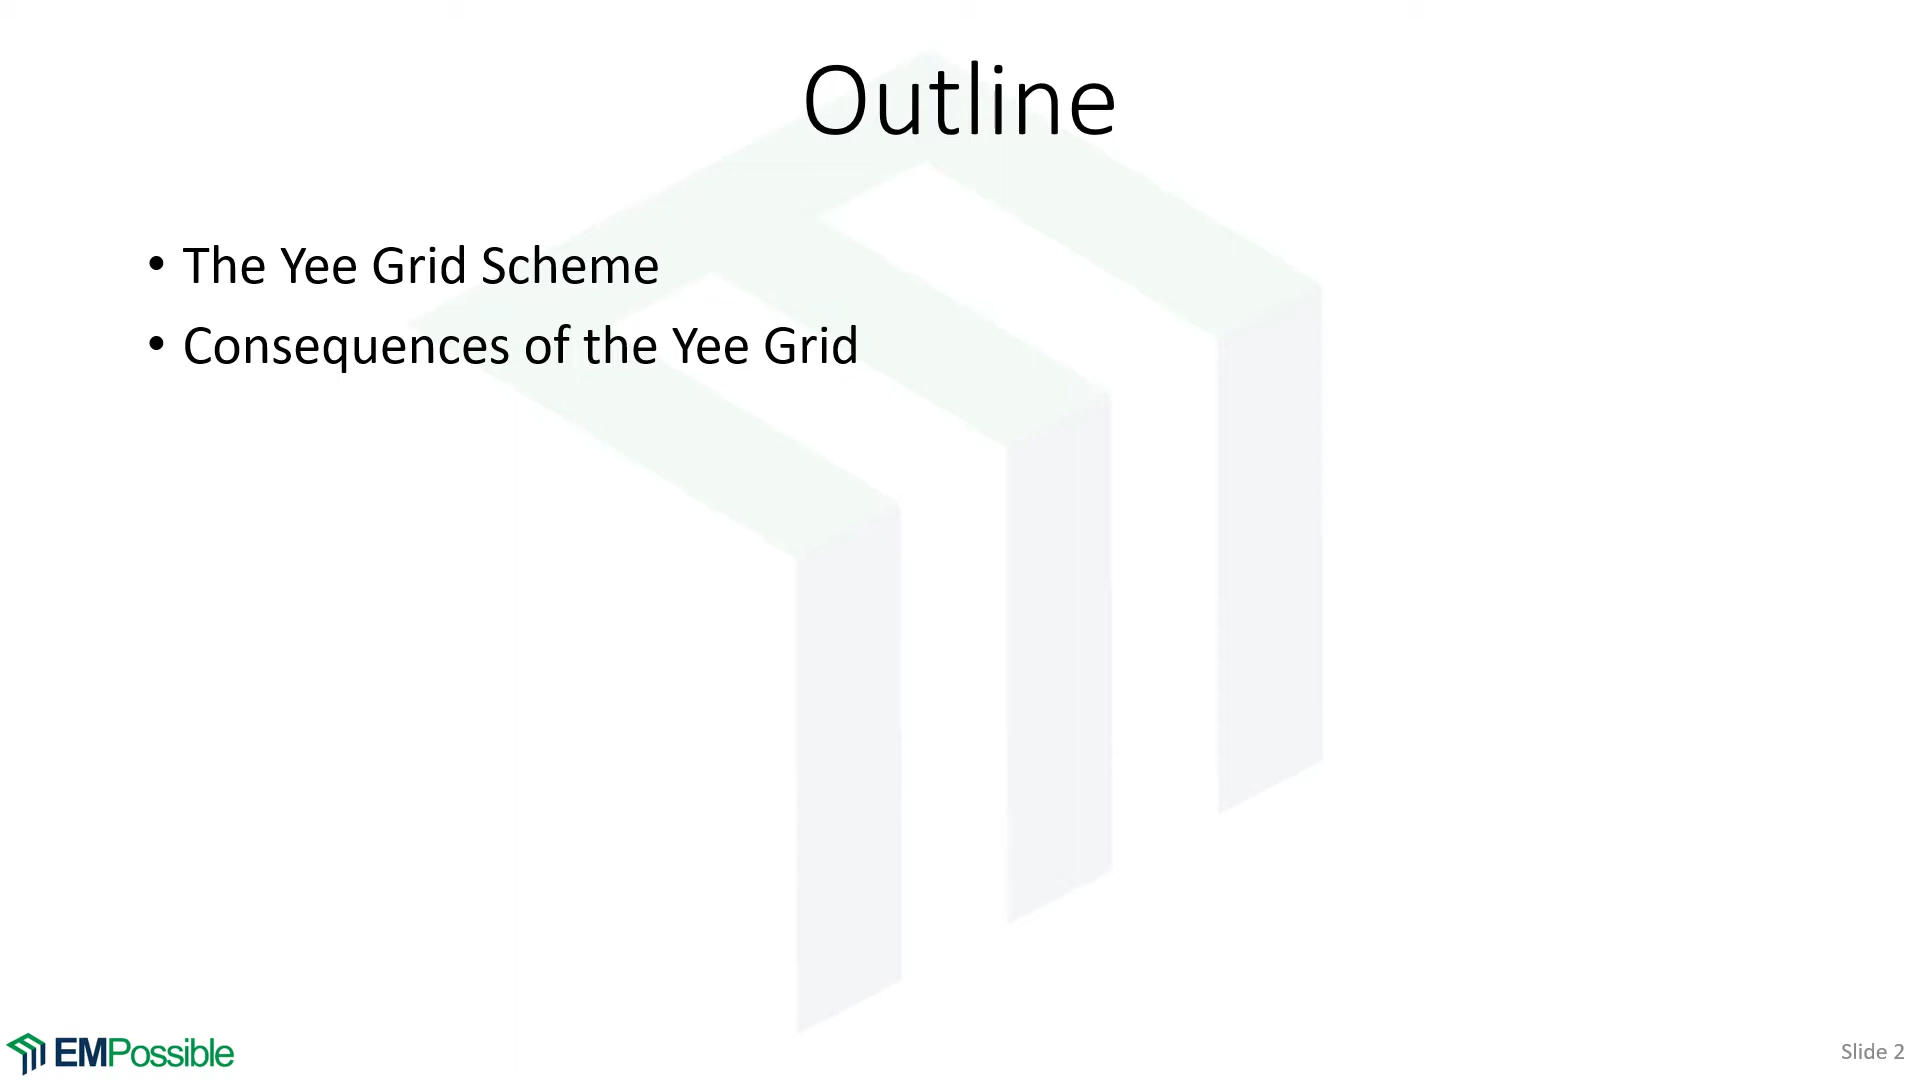 Outline
• The Yee Grid Scheme
• Consequences of the Yee Grid
EMPossible
Slide 2